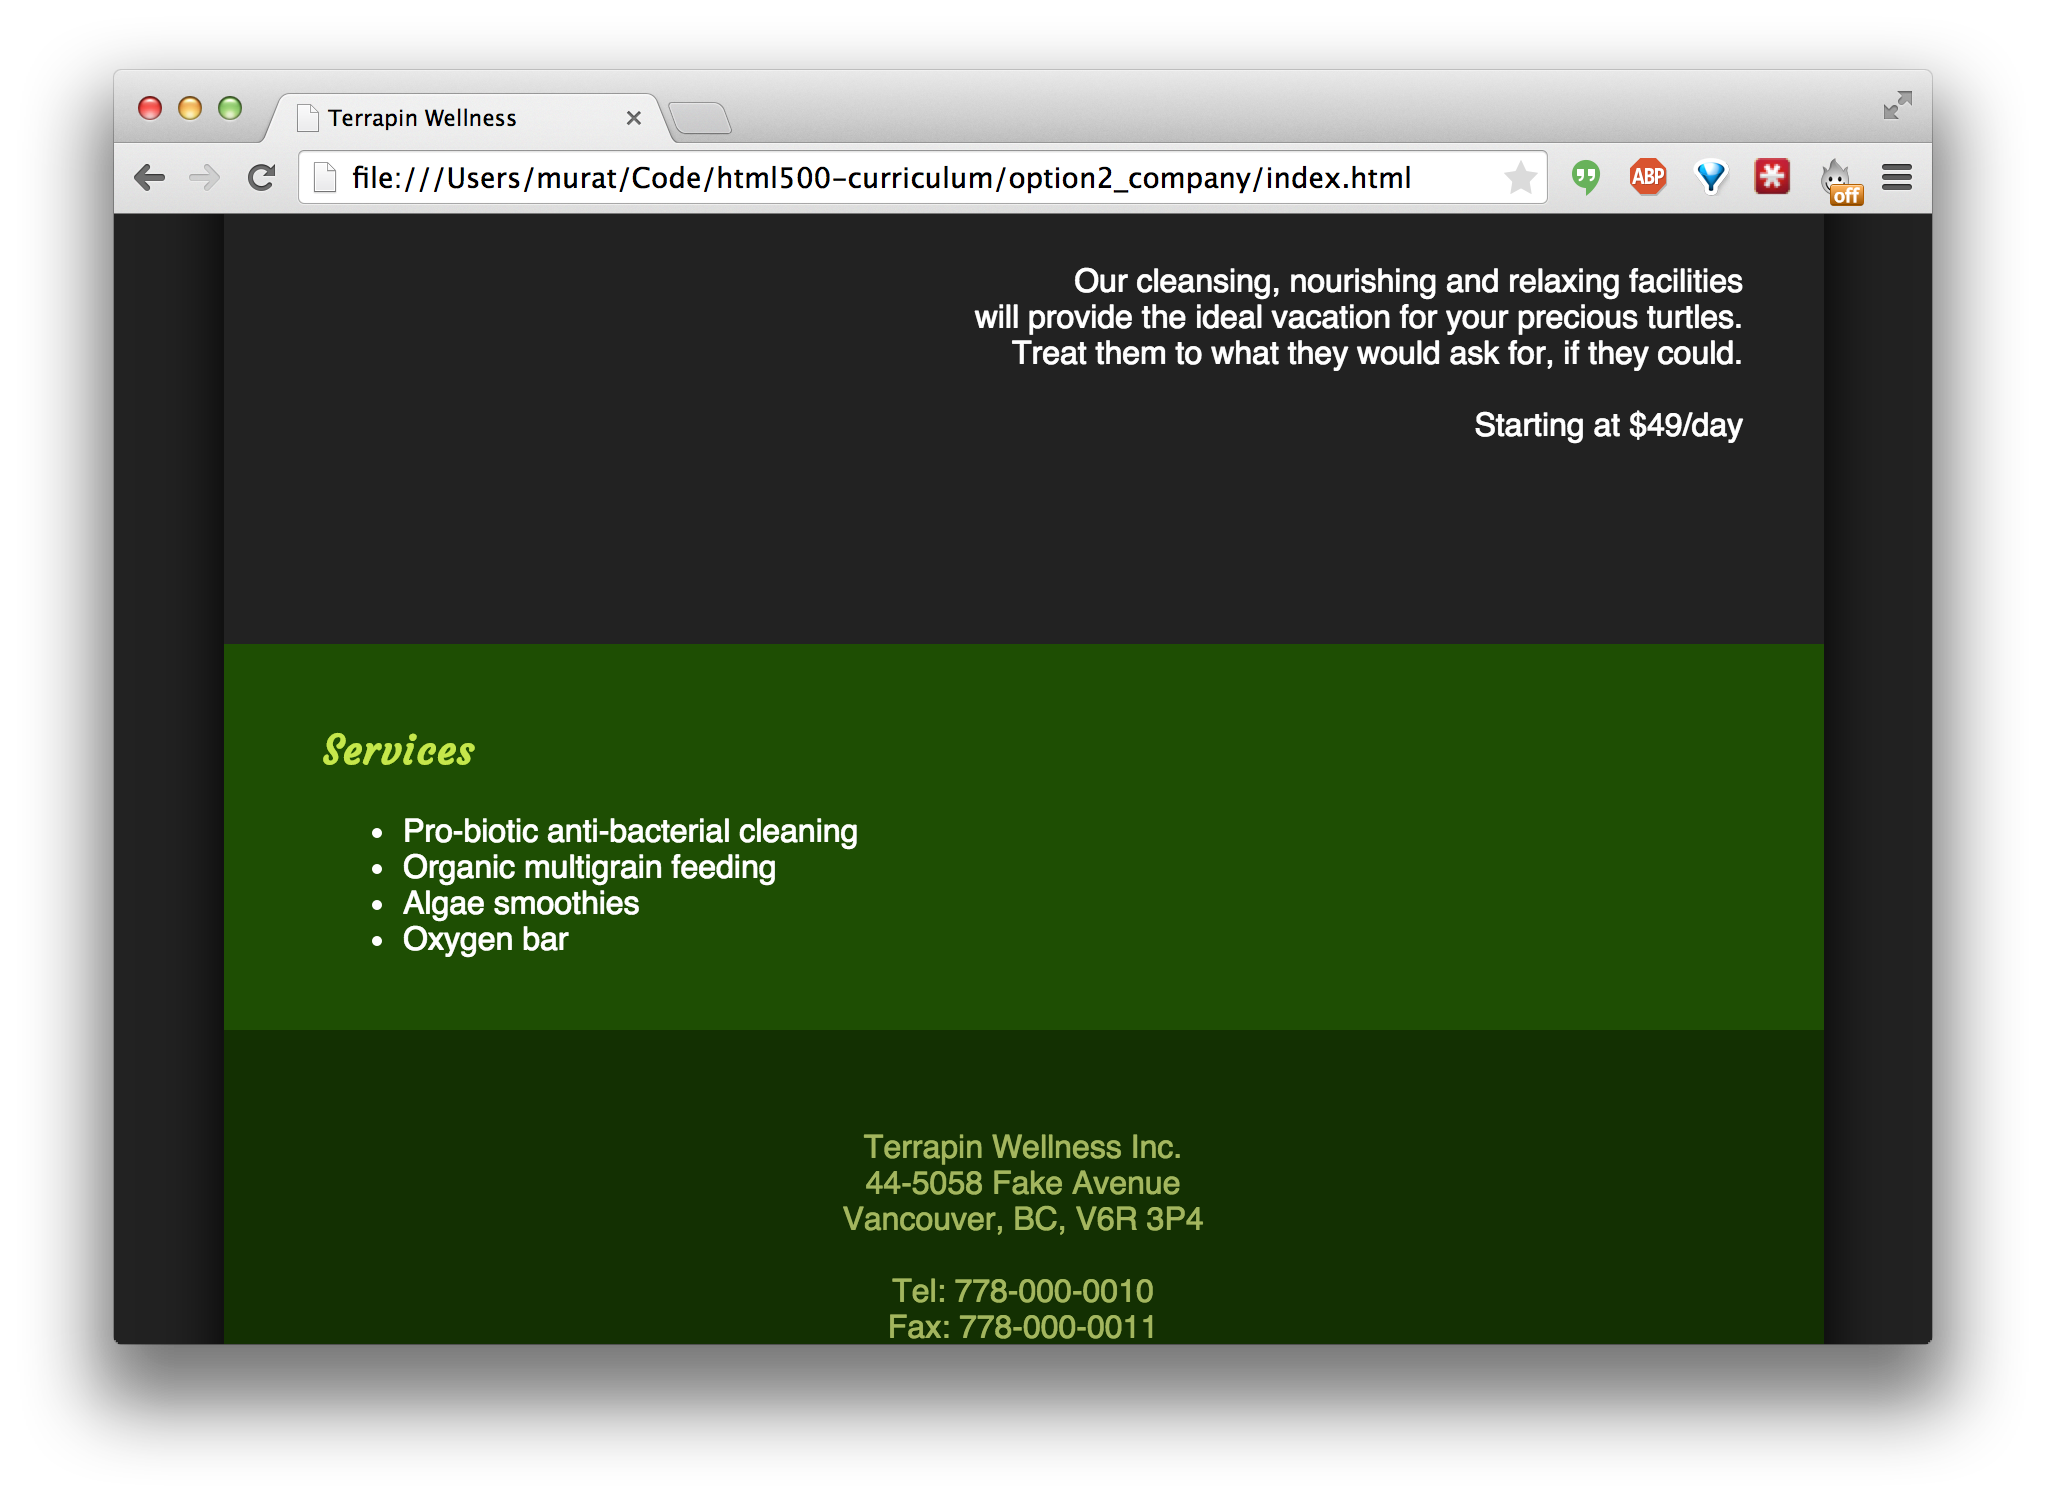 Terrapin Wellness
file:///Users/murat/Code/html500-curriculum/option2_company/index.html
ABP
off
Our cleansing, nourishing and relaxing facilities
will provide the ideal vacation for your precious turtles.
Treat them to what they would ask for, if they could.
Starting at $49/day
Services
• Pro-biotic anti-bacterial cleaning
• Organic multigrain feeding
• Algae smoothies
• Oxygen bar
Terrapin Wellness Inc.
44-5058 Fake Avenue
Vancouver, BC, V6R 3P4
Tel: 778-000-0010
Fax: 778-000-0011